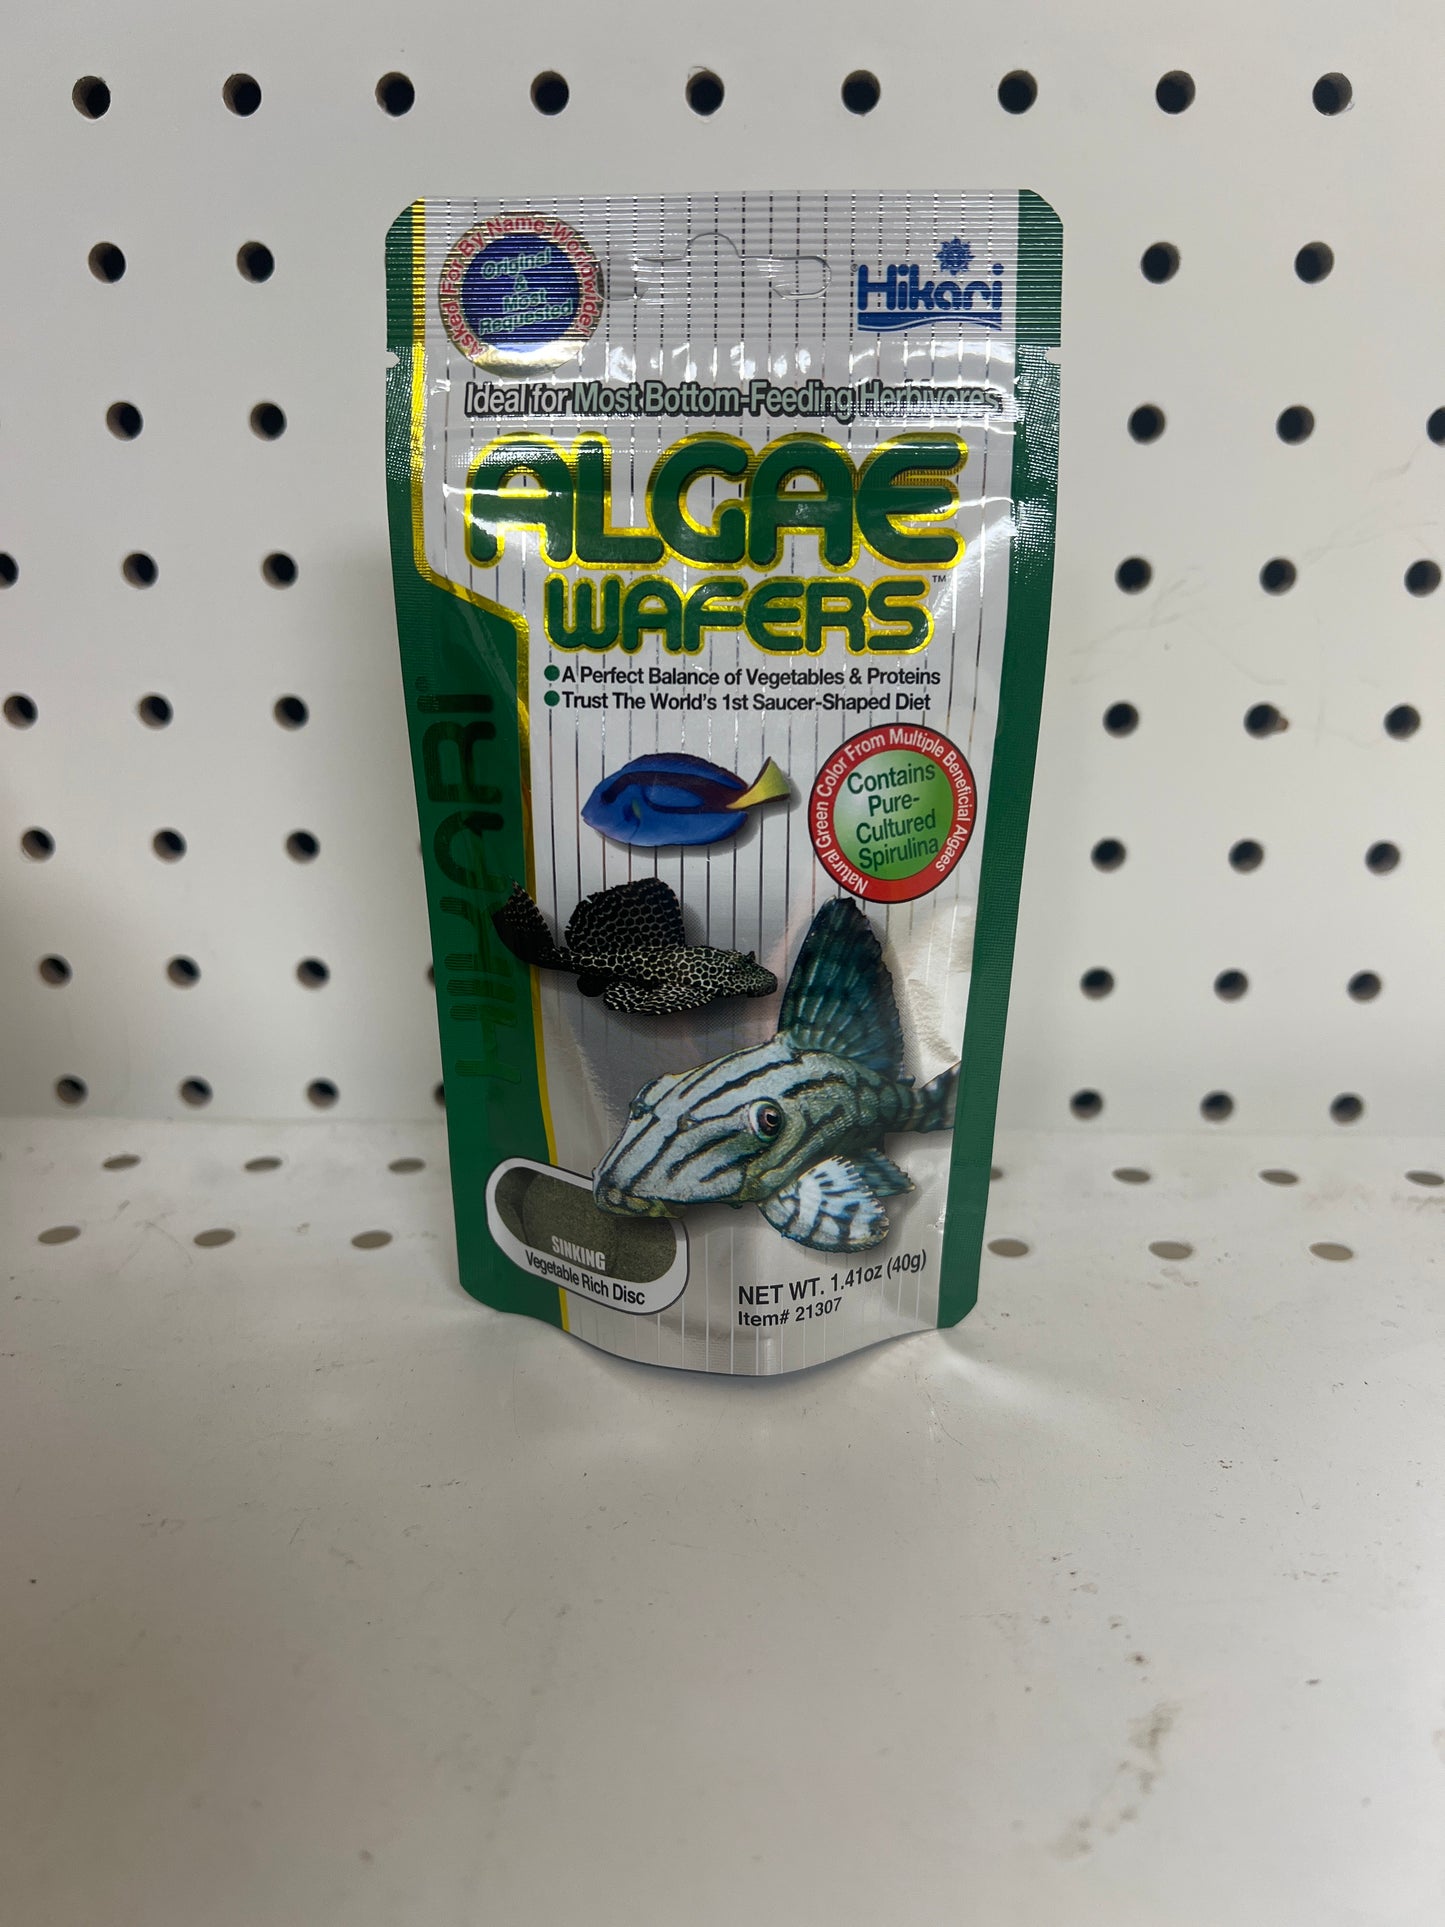 Asked For By Name Worldwide!
Original
&
Most
Requested
Hikari
Ideal for Most Bottom-Feeding Herbivores
ALGAE
WAFERS™
HIKARI
● A Perfect Balance of Vegetables & Proteins
● Trust The World's 1st Saucer-Shaped Diet
Natural Green Color From Multiple Beneficial Algaes
Contains
Pure-
Cultured
Spirulina
SINKING
Vegetable Rich Disc
NET WT. 1.41oz (40g)
Item# 21307